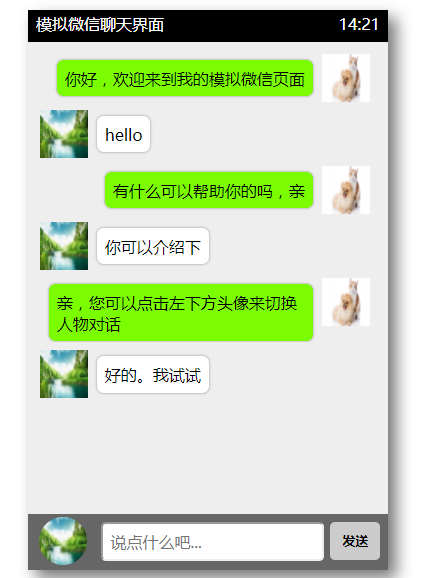 模拟微信聊天界面 14:21
你好，欢迎来到我的模拟微信页面
hello
有什么可以帮助你的吗，亲
你可以介绍下
亲，您可以点击左下方头像来切换
人物对话
好的。我试试
说点什么吧... 发送